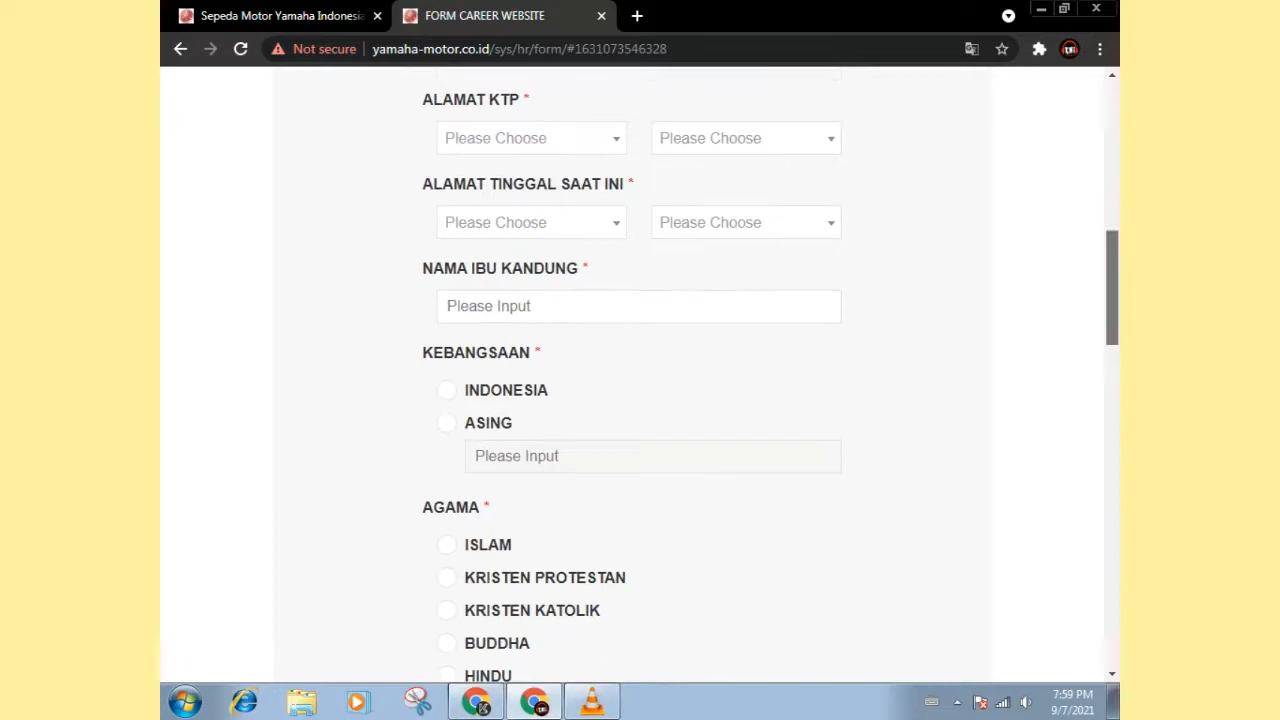 Sepeda Motor Yamaha Indonesia
FORM CAREER WEBSITE
Not secure
yamaha-motor.co.id/sys/hr/form/#1631073546328
ALAMAT KTP *
Please Choose
Please Choose
ALAMAT TINGGAL SAAT INI *
Please Choose
Please Choose
NAMA IBU KANDUNG *
Please Input
KEBANGSAAN *
INDONESIA
ASING
Please Input
AGAMA *
ISLAM
KRISTEN PROTESTAN
KRISTEN KATOLIK
BUDDHA
HINDU
7:59 PM
9/7/2021